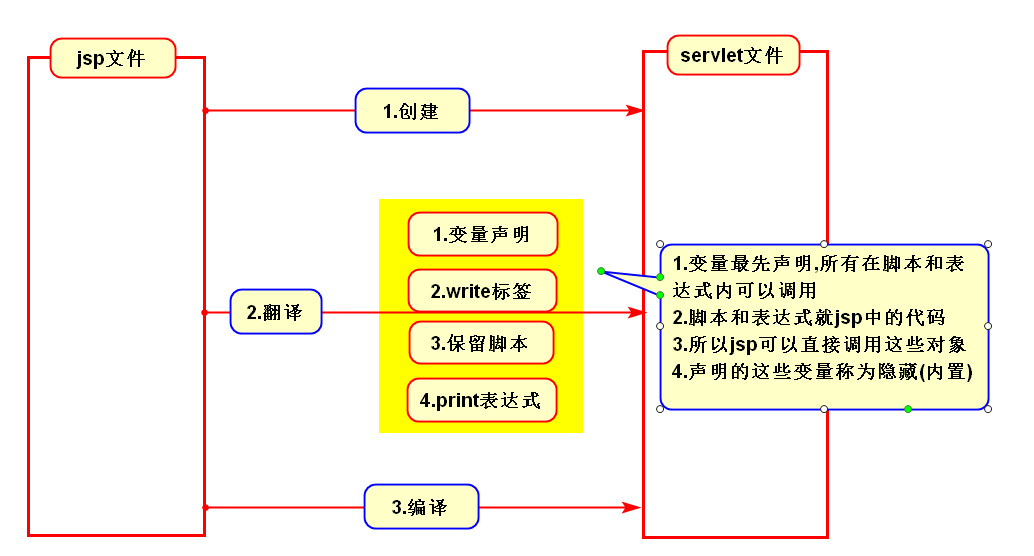 jsp文件
servlet文件
1.创建
1.变量声明
2.write标签
2.翻译
3.保留脚本
4.print表达式
1.变量最先声明,所有在脚本和表
达式内可以调用
2.脚本和表达式就jsp中的代码
3.所以jsp可以直接调用这些对象
4.声明的这些变量称为隐藏(内置)
3.编译